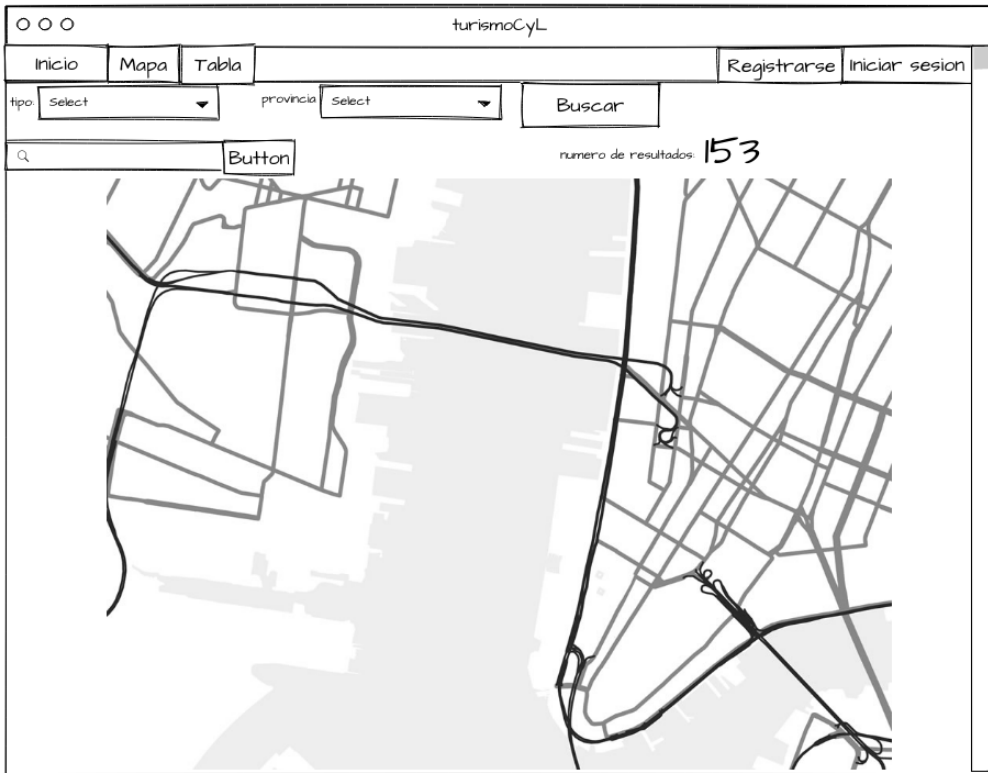 turismoCyL
Inicio Mapa Tabla Registrarse Iniciar sesion
tipo: Select provincia Select Buscar
Button numero de resultados: 153